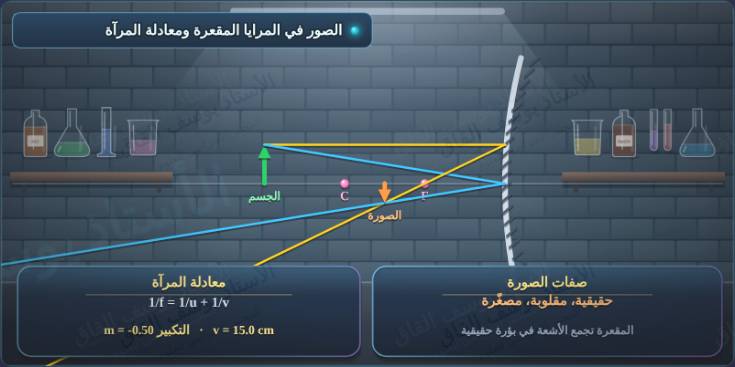 الصور في المرايا المقعرة ومعادلة المرآة
الجسم
C
F
الصورة
صفات الصورة
حقيقية، مقلوبة، مصغّرة
المقعرة تجمع الأشعة في بؤرة حقيقية
معادلة المرآة
1/f = 1/u + 1/v
v = 15.0 cm · التكبير m = -0.50